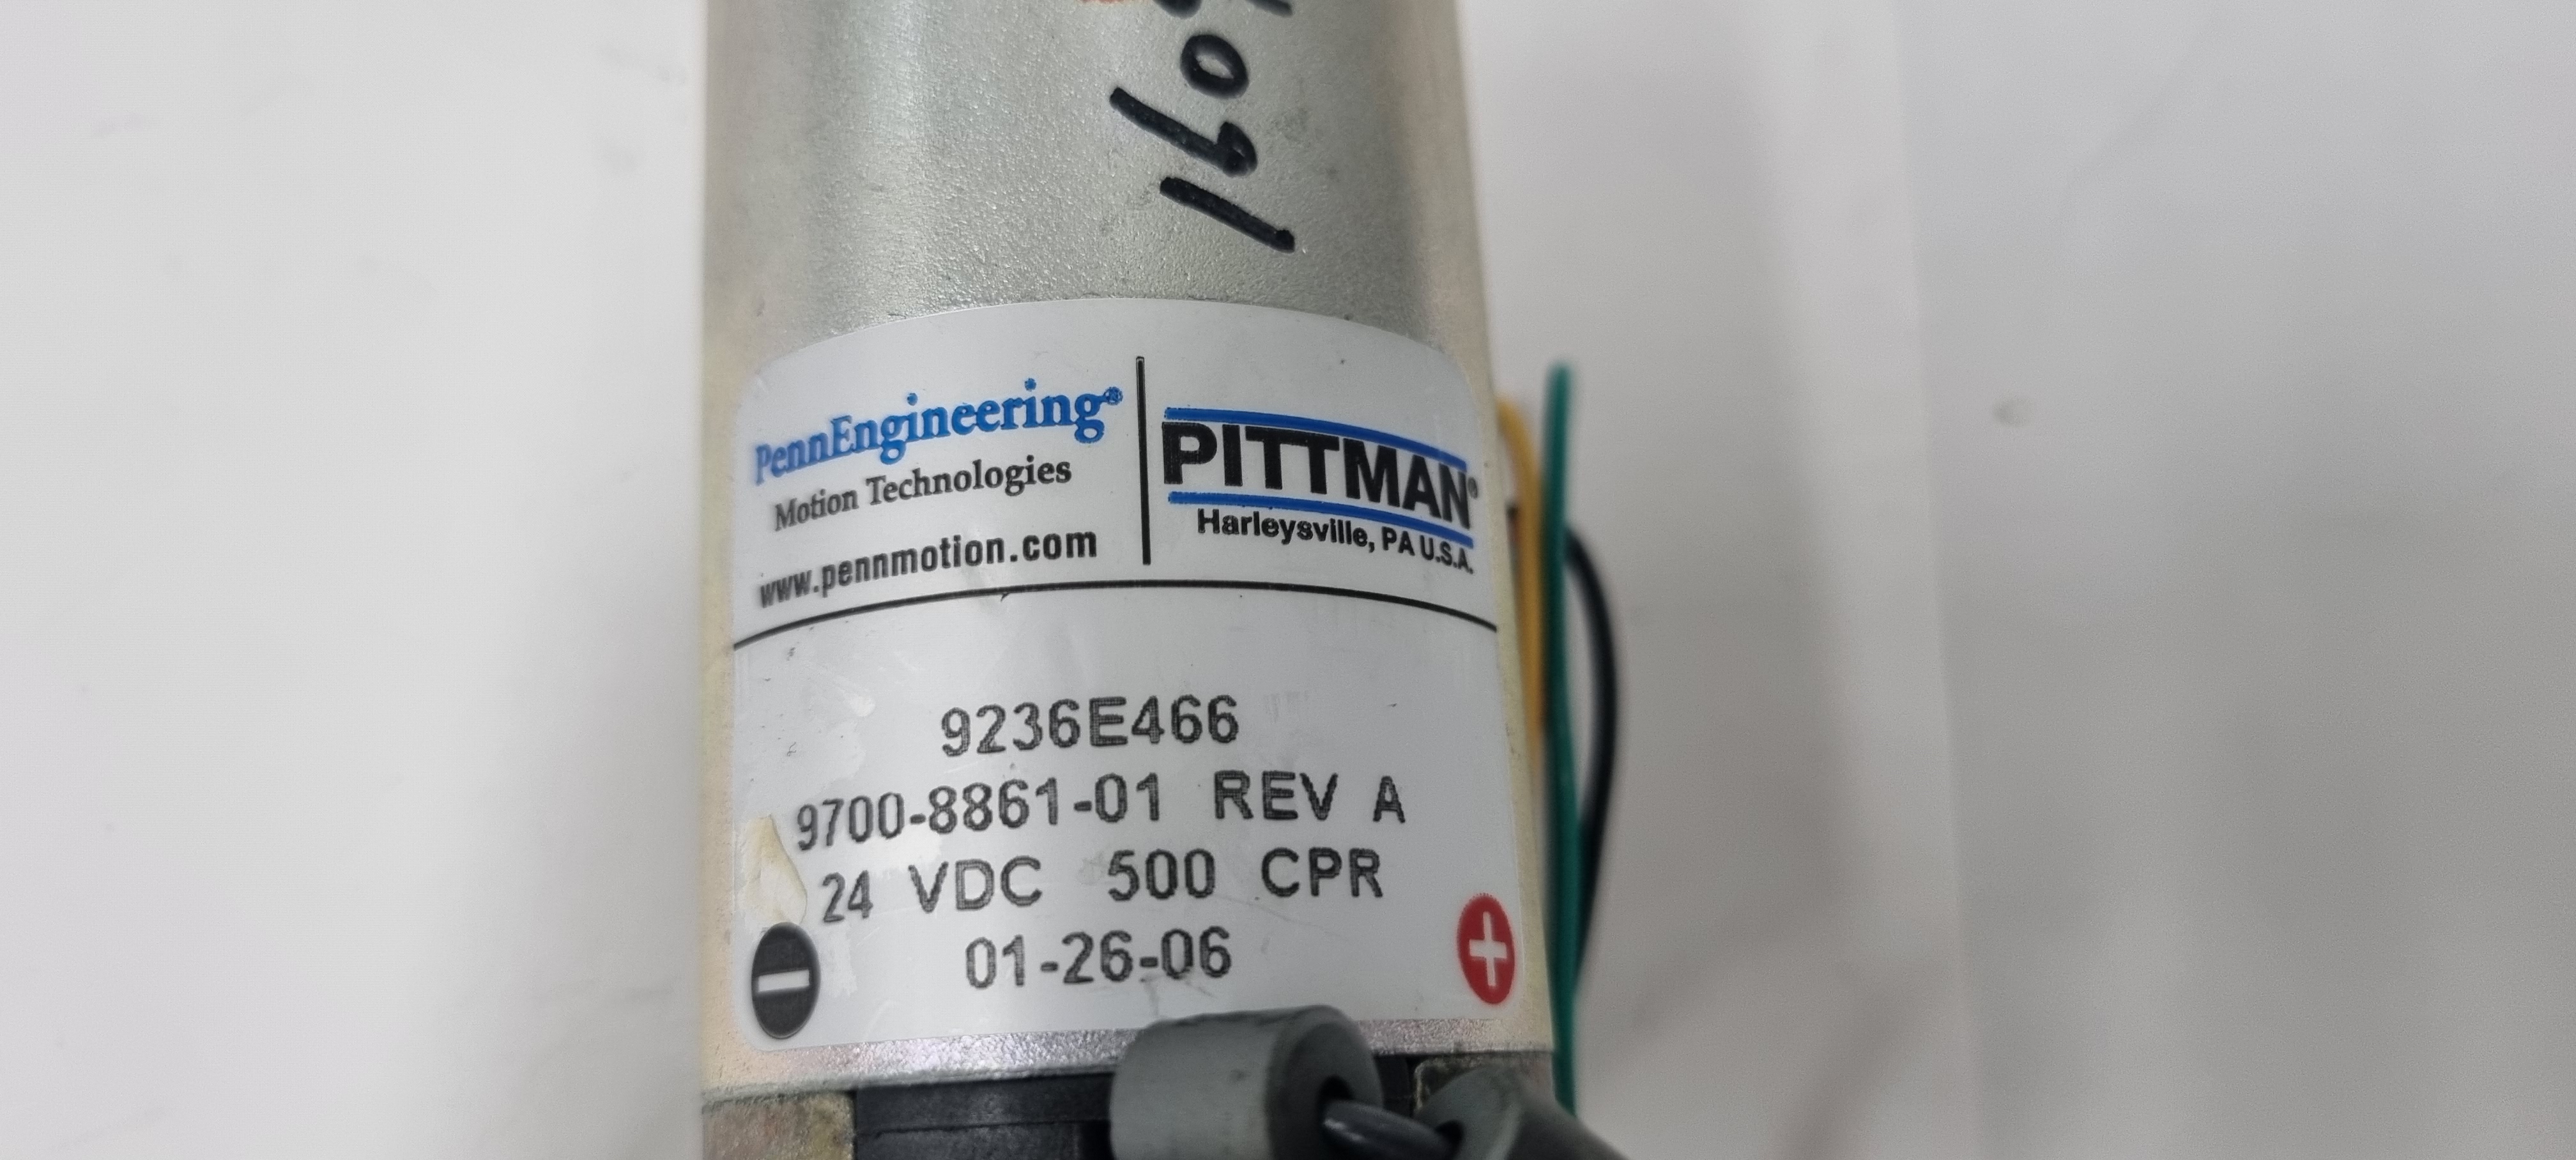 PennEngineering®
Motion Technologies
www.pennmotion.com
PITTMAN®
Harleysville, PA U.S.A.
9236E466
9700-8861-01 REV A
24 VDC 500 CPR
01-26-06